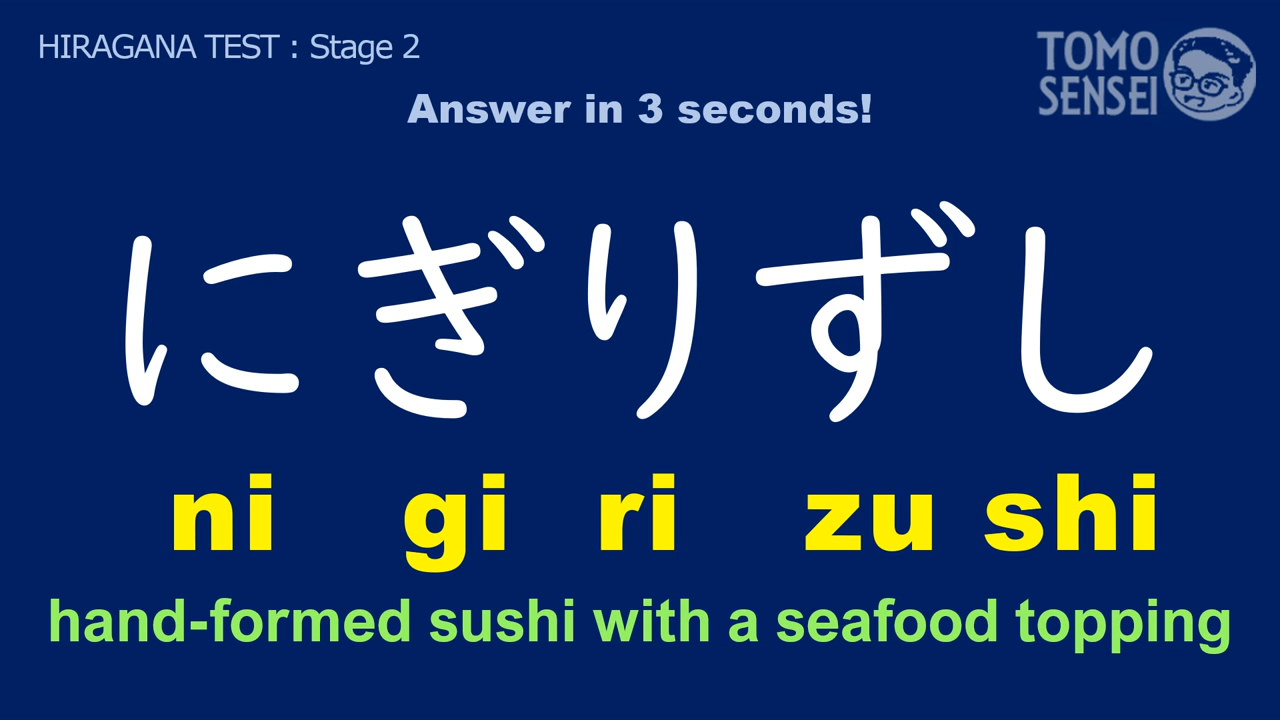 HIRAGANA TEST : Stage 2
TOMO
SENSEI
Answer in 3 seconds!
にぎりずし
ni gi ri zu shi
hand-formed sushi with a seafood topping